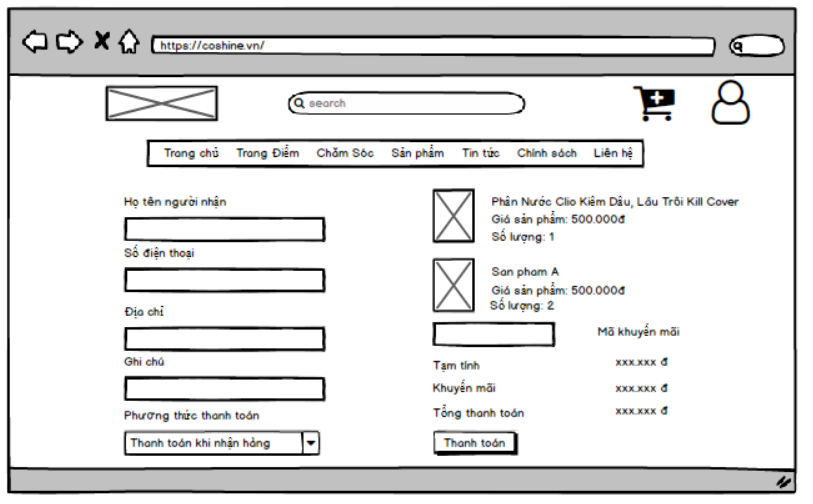 https://coshine.vn/
search
Trang chủ Trang Điểm Chăm Sóc Sản phẩm Tin tức Chính sách Liên hệ
Họ tên người nhận
Số điện thoại
Địa chỉ
Ghi chú
Phương thức thanh toán
Thanh toán khi nhận hàng
Phân Nước Clio Kiềm Dầu, Lâu Trôi Kill Cover
Giá sản phẩm: 500.000đ
Số lượng: 1
San pham A
Giá sản phẩm: 500.000đ
Số lượng: 2
Mã khuyến mãi
Tạm tính xxx.xxx đ
Khuyến mãi xxx.xxx đ
Tổng thanh toán xxx.xxx đ
Thanh toán